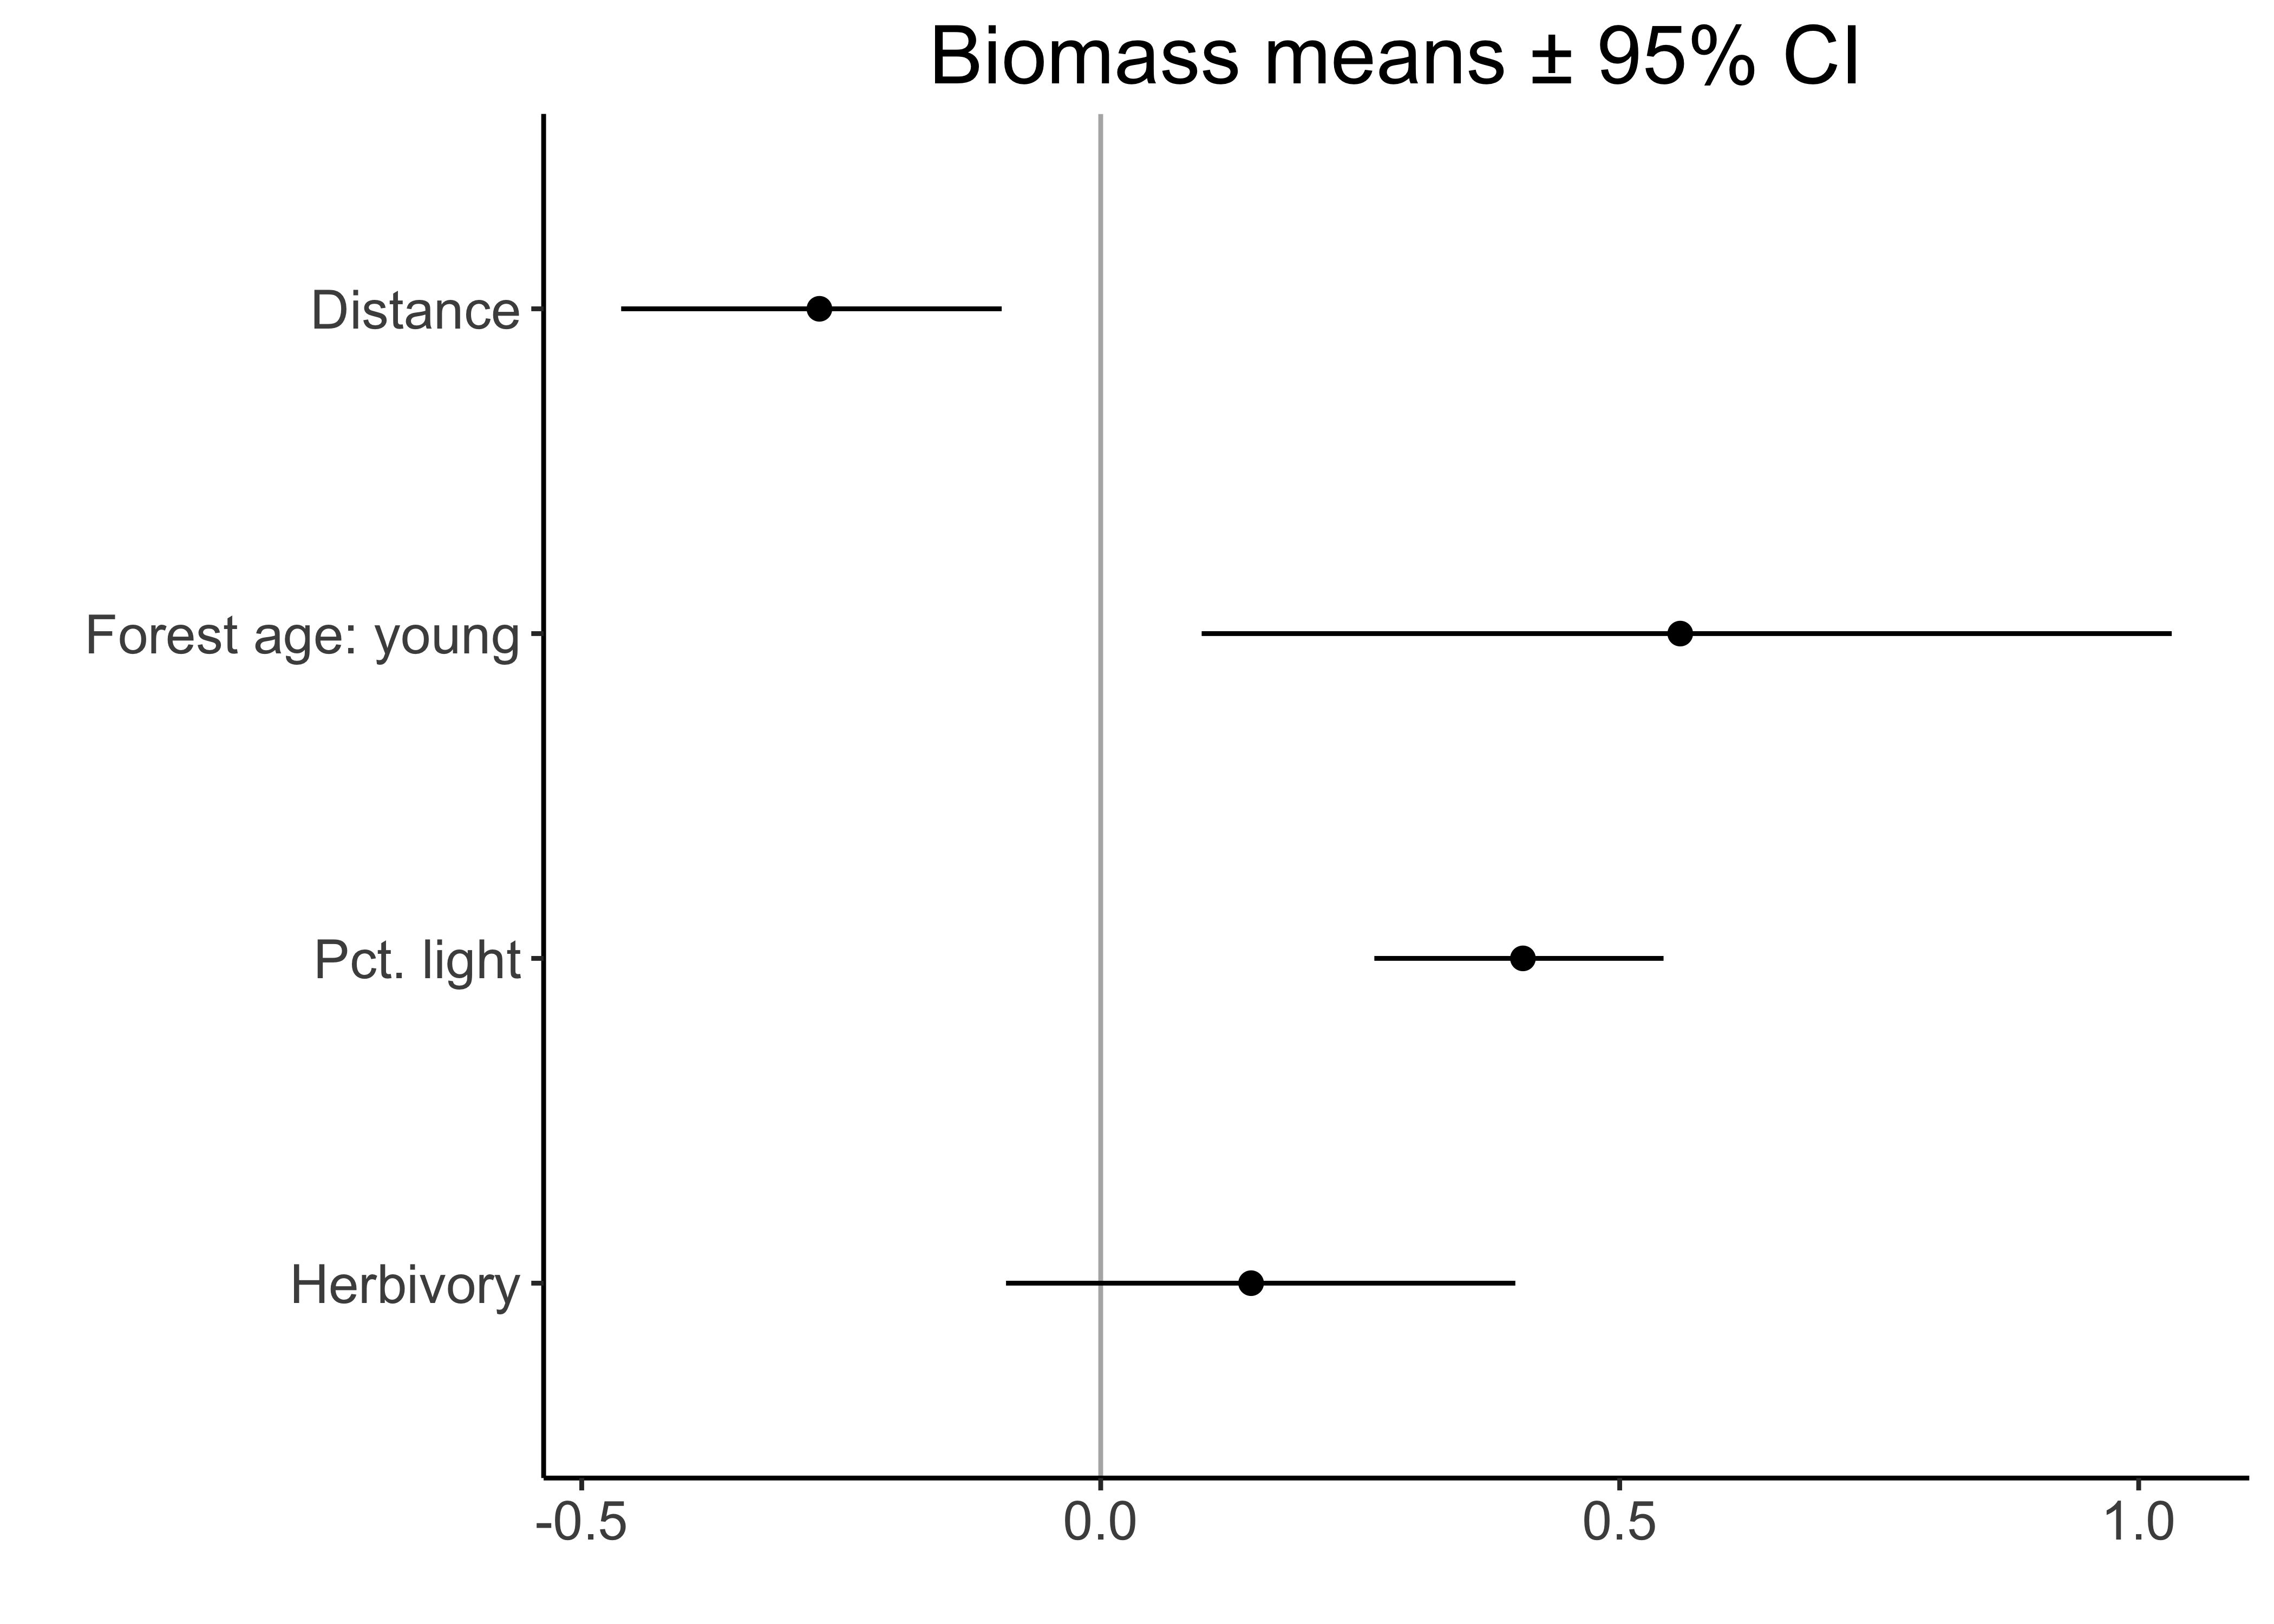 Biomass means ± 95% CI
Distance
Forest age: young
Pct. light
Herbivory
-0.5 0.0 0.5 1.0